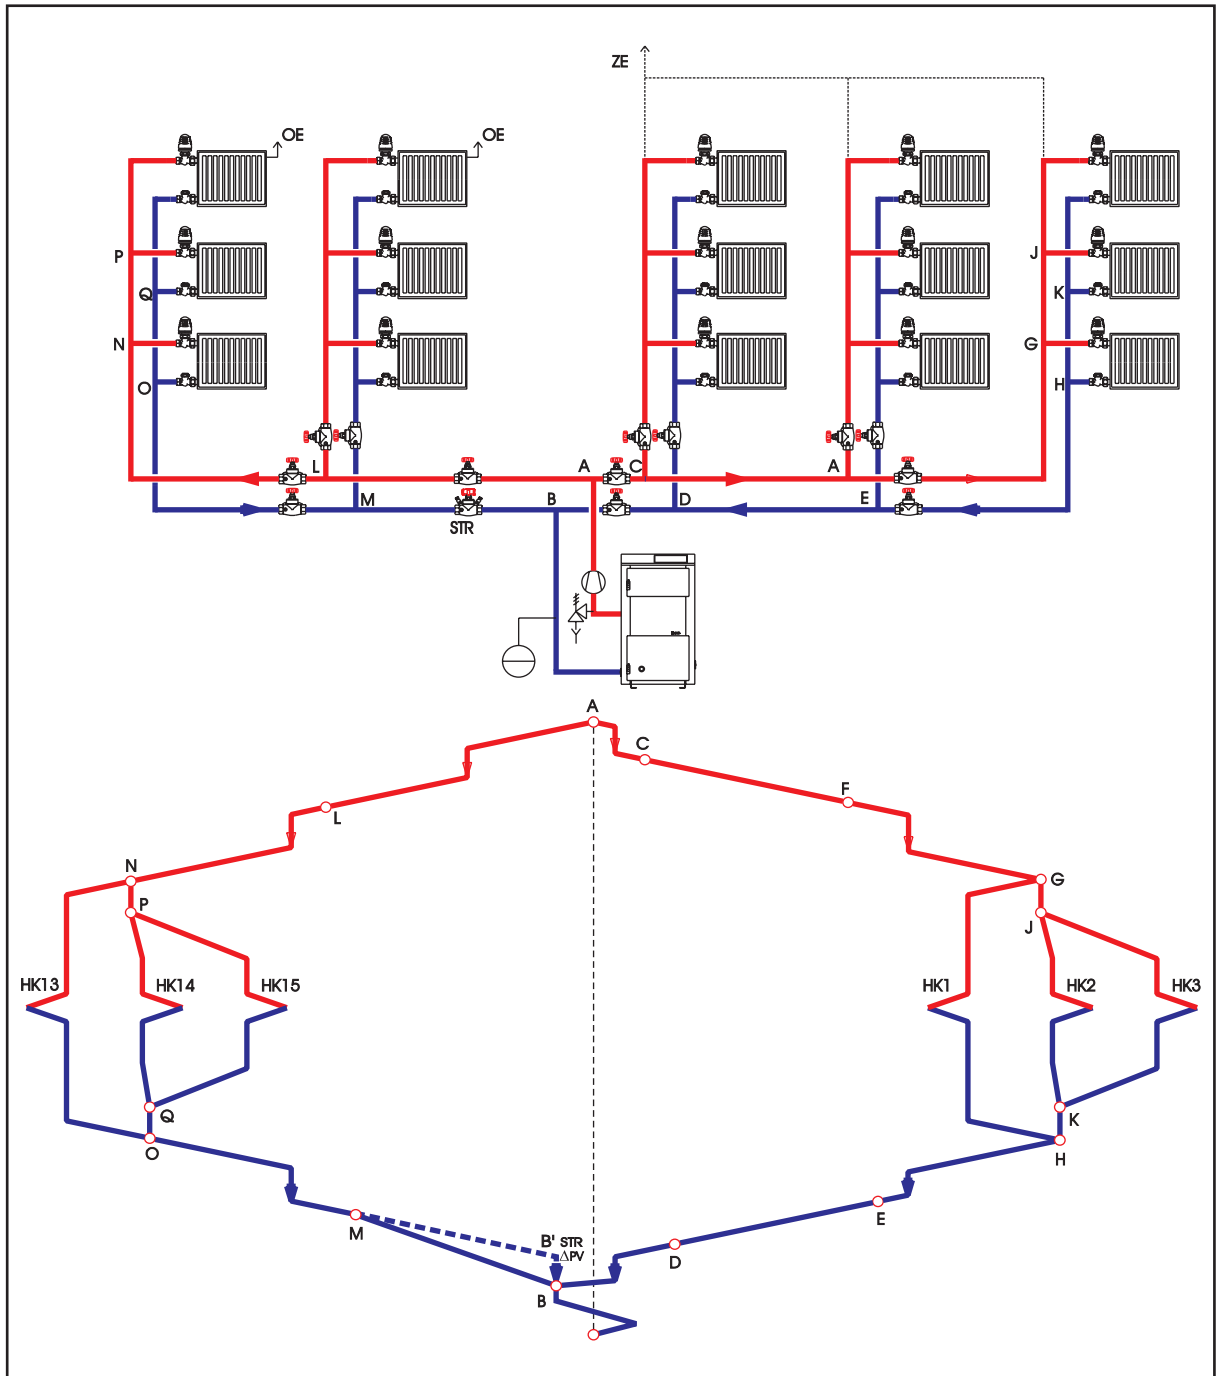 ZE
OE OE
P J
Q K
N G
O H
L A C A
M B D E
STR
A
C
F
L
N G
P J
HK13 HK14 HK15 HK1 HK2 HK3
Q K
O H
M E
B' STR
ΔPV
D
B